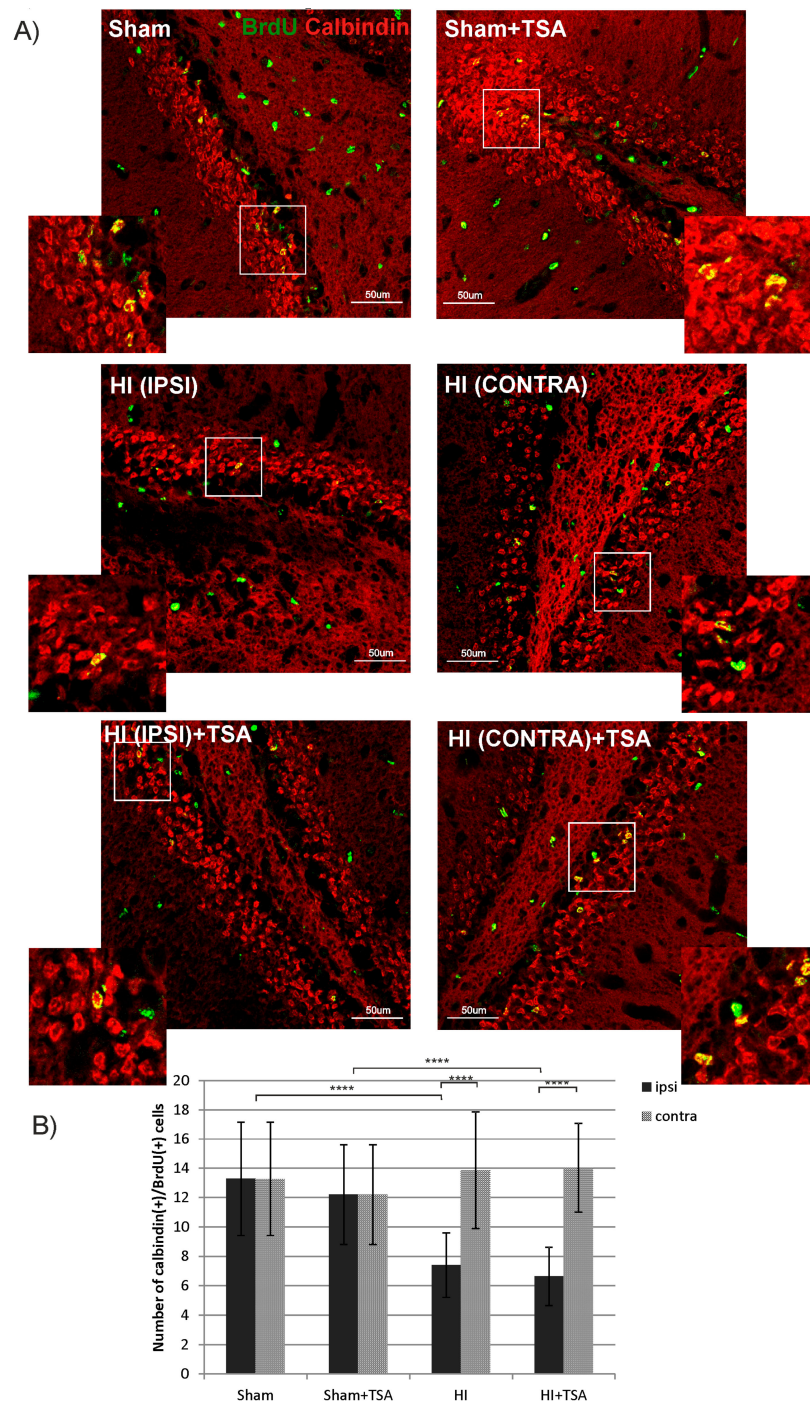 A)
Sham
BrdU Calbindin
Sham+TSA
50um
50um
HI (IPSI)
HI (CONTRA)
50um
50um
HI (IPSI)+TSA
HI (CONTRA)+TSA
50um
50um
B)
****
****
****
****
Number of calbindin(+)/BrdU(+) cells
20
18
16
14
12
10
8
6
4
2
0
Sham
Sham+TSA
HI
HI+TSA
ipsi
contra